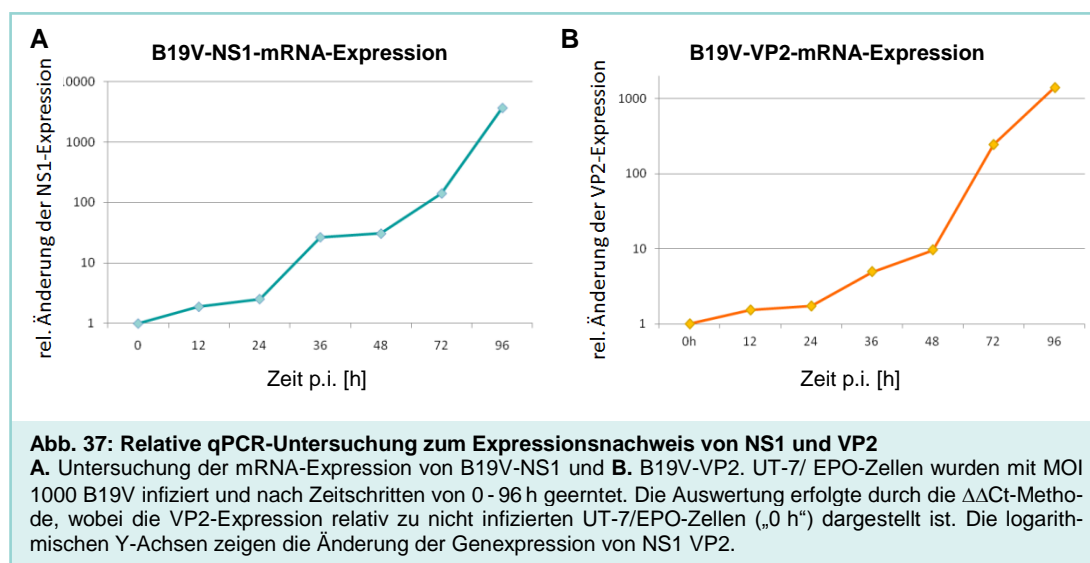 A
B19V-NS1-mRNA-Expression
rel. Änderung der NS1-Expression
10000
1000
100
10
1
0 12 24 36 48 72 96
Zeit p.i. [h]
B
B19V-VP2-mRNA-Expression
rel. Änderung der VP2-Expression
1000
100
10
1
0h 12 24 36 48 72 96
Zeit p.i. [h]
Abb. 37: Relative qPCR-Untersuchung zum Expressionsnachweis von NS1 und VP2
A. Untersuchung der mRNA-Expression von B19V-NS1 und B. B19V-VP2. UT-7/ EPO-Zellen wurden mit MOI
1000 B19V infiziert und nach Zeitschritten von 0 - 96 h geerntet. Die Auswertung erfolgte durch die ΔΔCt-Metho-
de, wobei die VP2-Expression relativ zu nicht infizierten UT-7/EPO-Zellen („0 h“) dargestellt ist. Die logarith-
mischen Y-Achsen zeigen die Änderung der Genexpression von NS1 VP2.